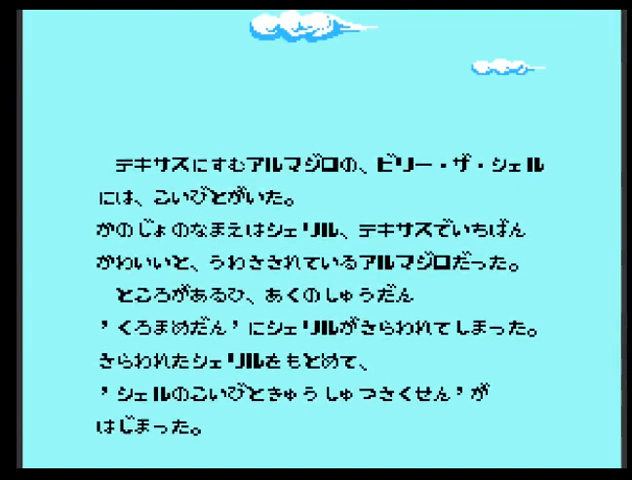 テキサスにすむアルマジロの、ビリー・ザ・シェル
には、こいびとがいた。
かのじょのなまえはシェリル、テキサスでいちばん
かわいいと、うわさされているアルマジロだった。
ところがあるひ、あくのしゅうだん
’くろまめだん’にシェリルがさらわれてしまった。
さらわれたシェリルをもとめて、
’シェルのこいびときゅうしゅつさくせん’が
はじまった。